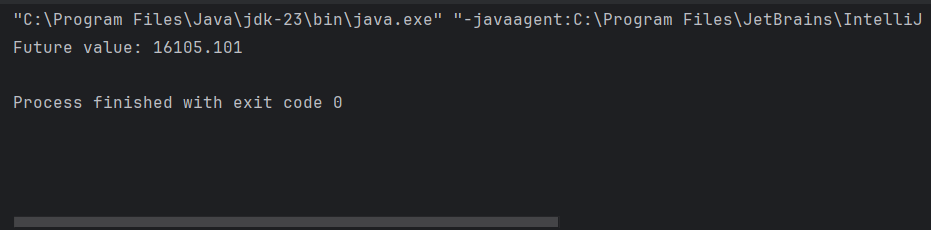 "C:\Program Files\Java\jdk-23\bin\java.exe" "-javaagent:C:\Program Files\JetBrains\IntelliJ
Future value: 16105.101
Process finished with exit code 0